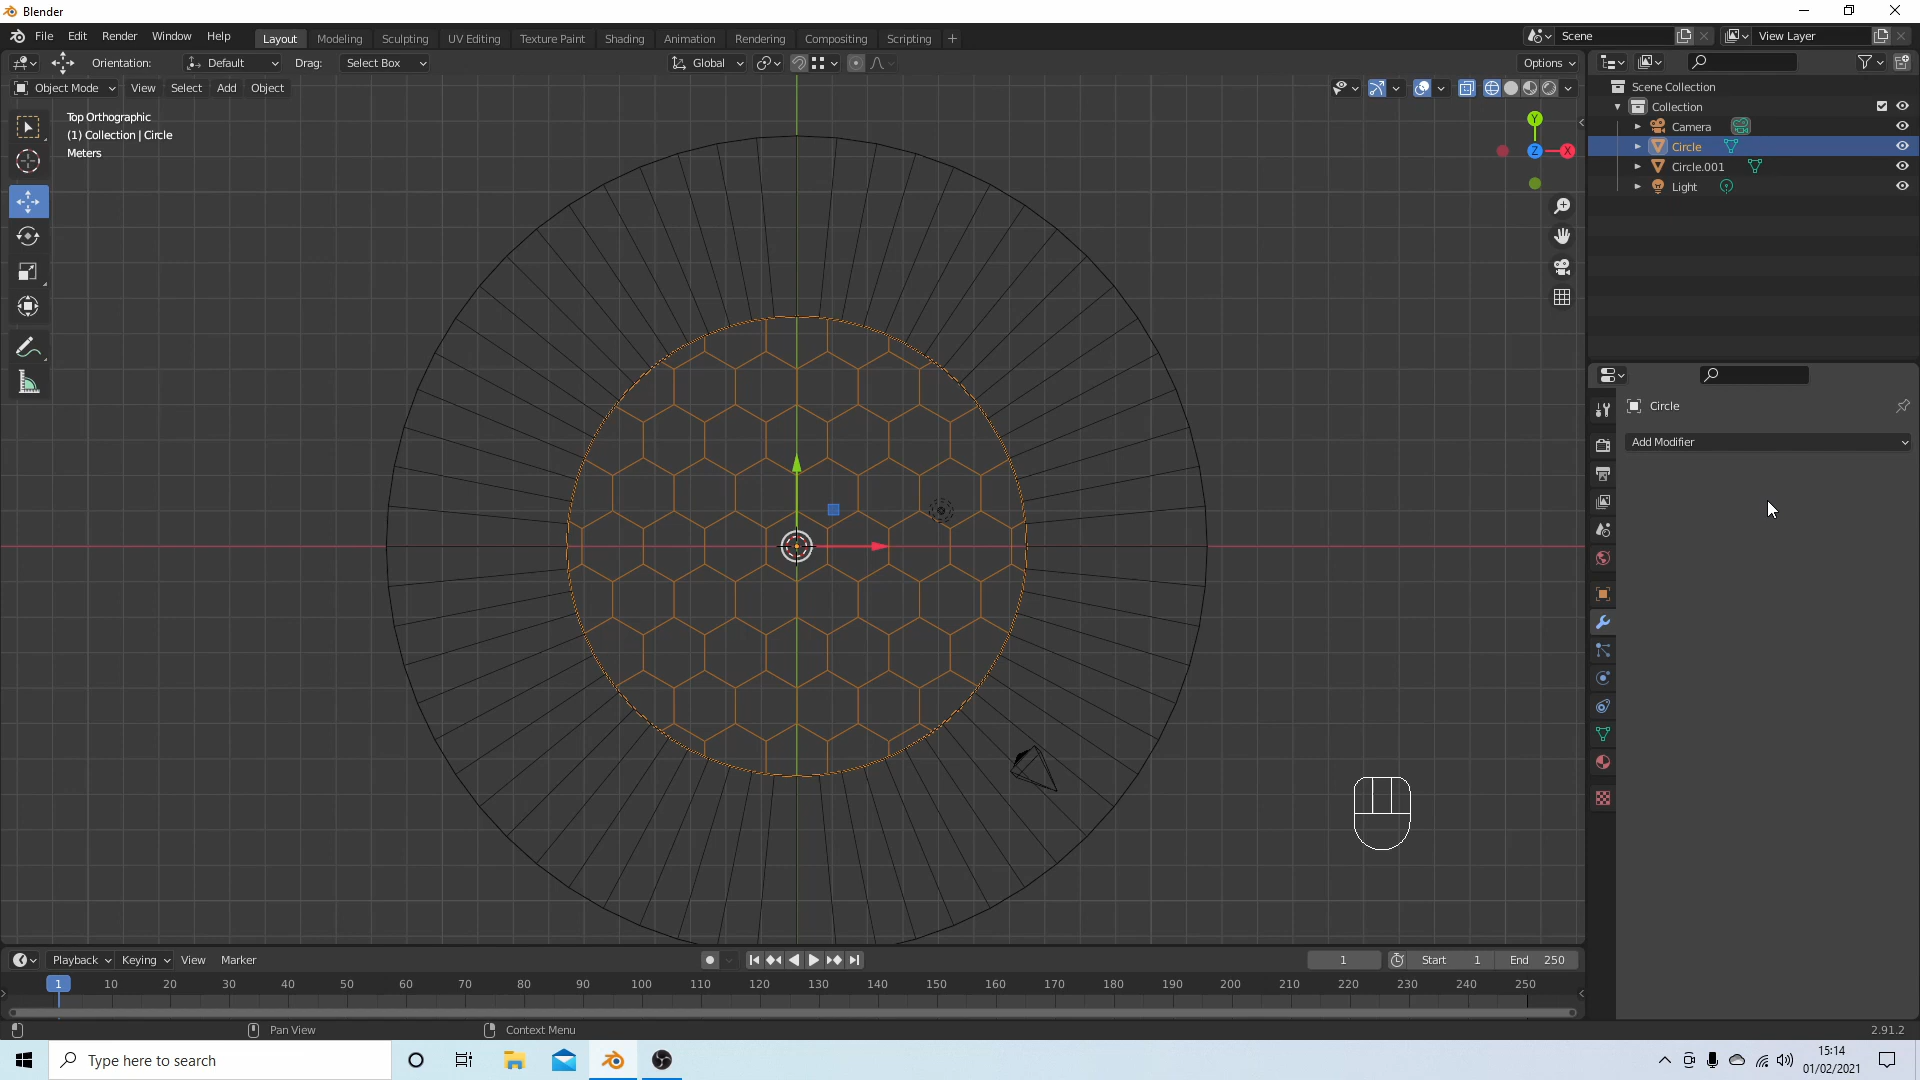 Blender
File Edit Render Window Help
Layout Modeling Sculpting UV Editing Texture Paint Shading Animation Rendering Compositing Scripting +
Scene
View Layer
Orientation: Default Drag: Select Box
Global
Options
Object Mode View Select Add Object
Top Orthographic
(1) Collection | Circle
Meters
Y
Z
X
Scene Collection
Collection
Camera
Circle
Circle.001
Light
Circle
Add Modifier
Playback Keying View Marker
1
Start 1
End 250
1 10 20 30 40 50 60 70 80 90 100 110 120 130 140 150 160 170 180 190 200 210 220 230 240 250
Pan View
Context Menu
2.91.2
Type here to search
15:14
01/02/2021